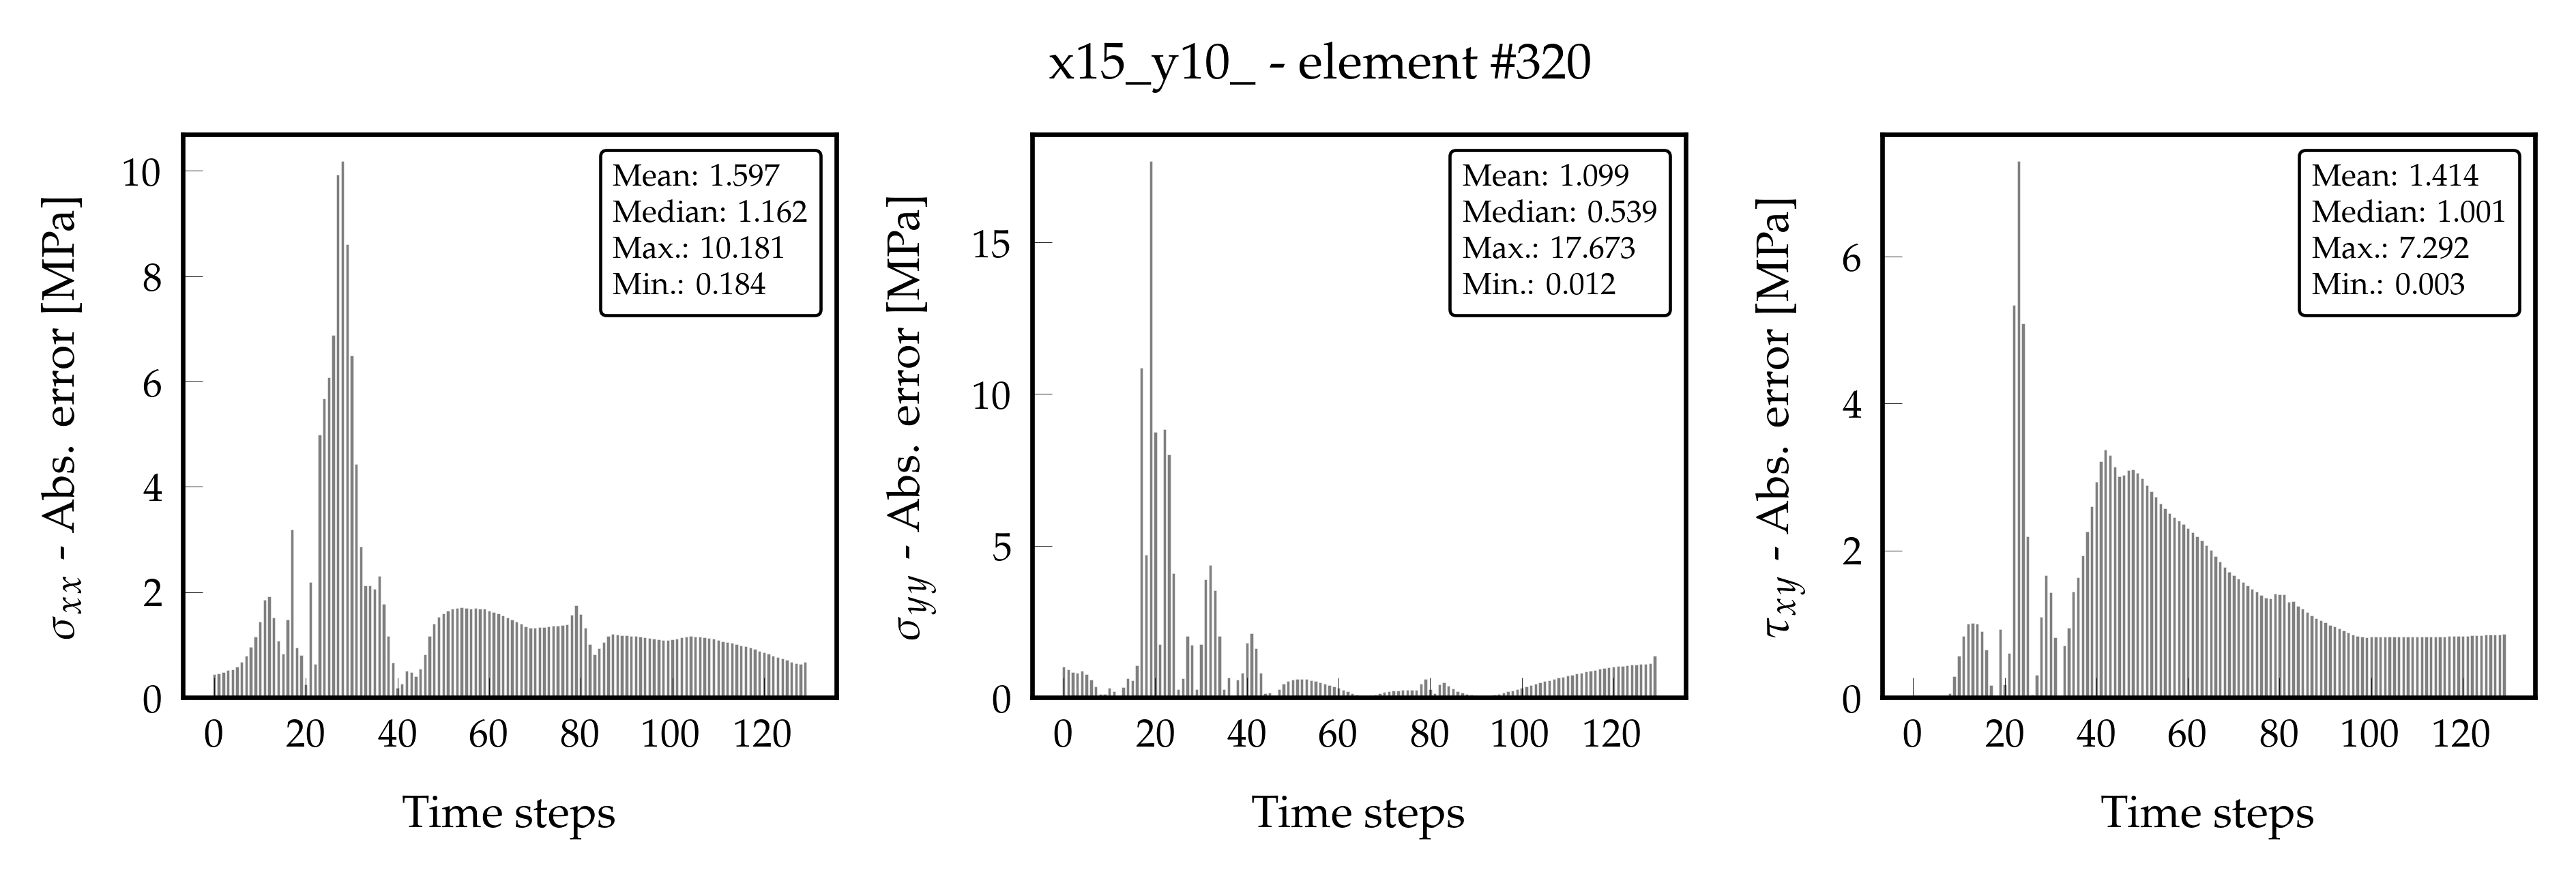 x15_y10_ - element #320
σxx - Abs. error [MPa]
10
8
6
4
2
0
Mean: 1.597
Median: 1.162
Max.: 10.181
Min.: 0.184
0 20 40 60 80 100 120
Time steps
σyy - Abs. error [MPa]
15
10
5
0
Mean: 1.099
Median: 0.539
Max.: 17.673
Min.: 0.012
0 20 40 60 80 100 120
Time steps
τxy - Abs. error [MPa]
6
4
2
0
Mean: 1.414
Median: 1.001
Max.: 7.292
Min.: 0.003
0 20 40 60 80 100 120
Time steps